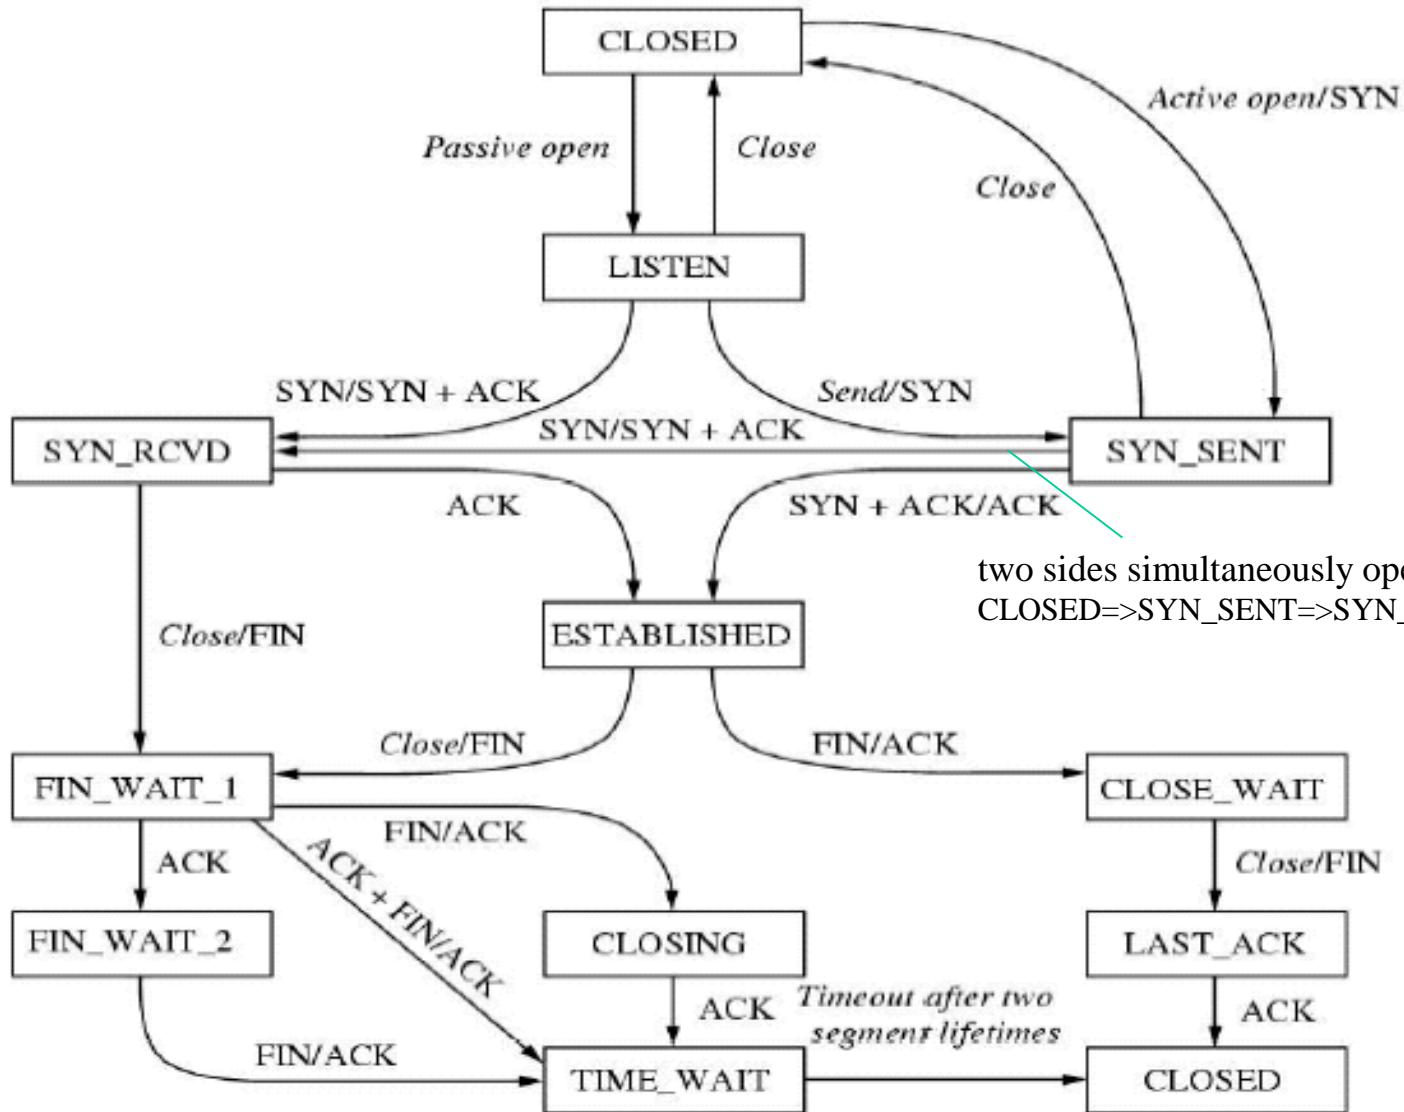 CLOSED
Active open/SYN
Passive open
Close
Close
LISTEN
SYN/SYN + ACK
Send/SYN
SYN/SYN + ACK
SYN_RCVD
SYN_SENT
ACK
SYN + ACK/ACK
two sides simultaneously ope
CLOSED=>SYN_SENT=>SYN_
Close/FIN
ESTABLISHED
Close/FIN
FIN/ACK
FIN_WAIT_1
CLOSE_WAIT
FIN/ACK
ACK
ACK + FIN/ACK
Close/FIN
FIN_WAIT_2
CLOSING
LAST_ACK
ACK
Timeout after two
segment lifetimes
ACK
FIN/ACK
TIME_WAIT
CLOSED